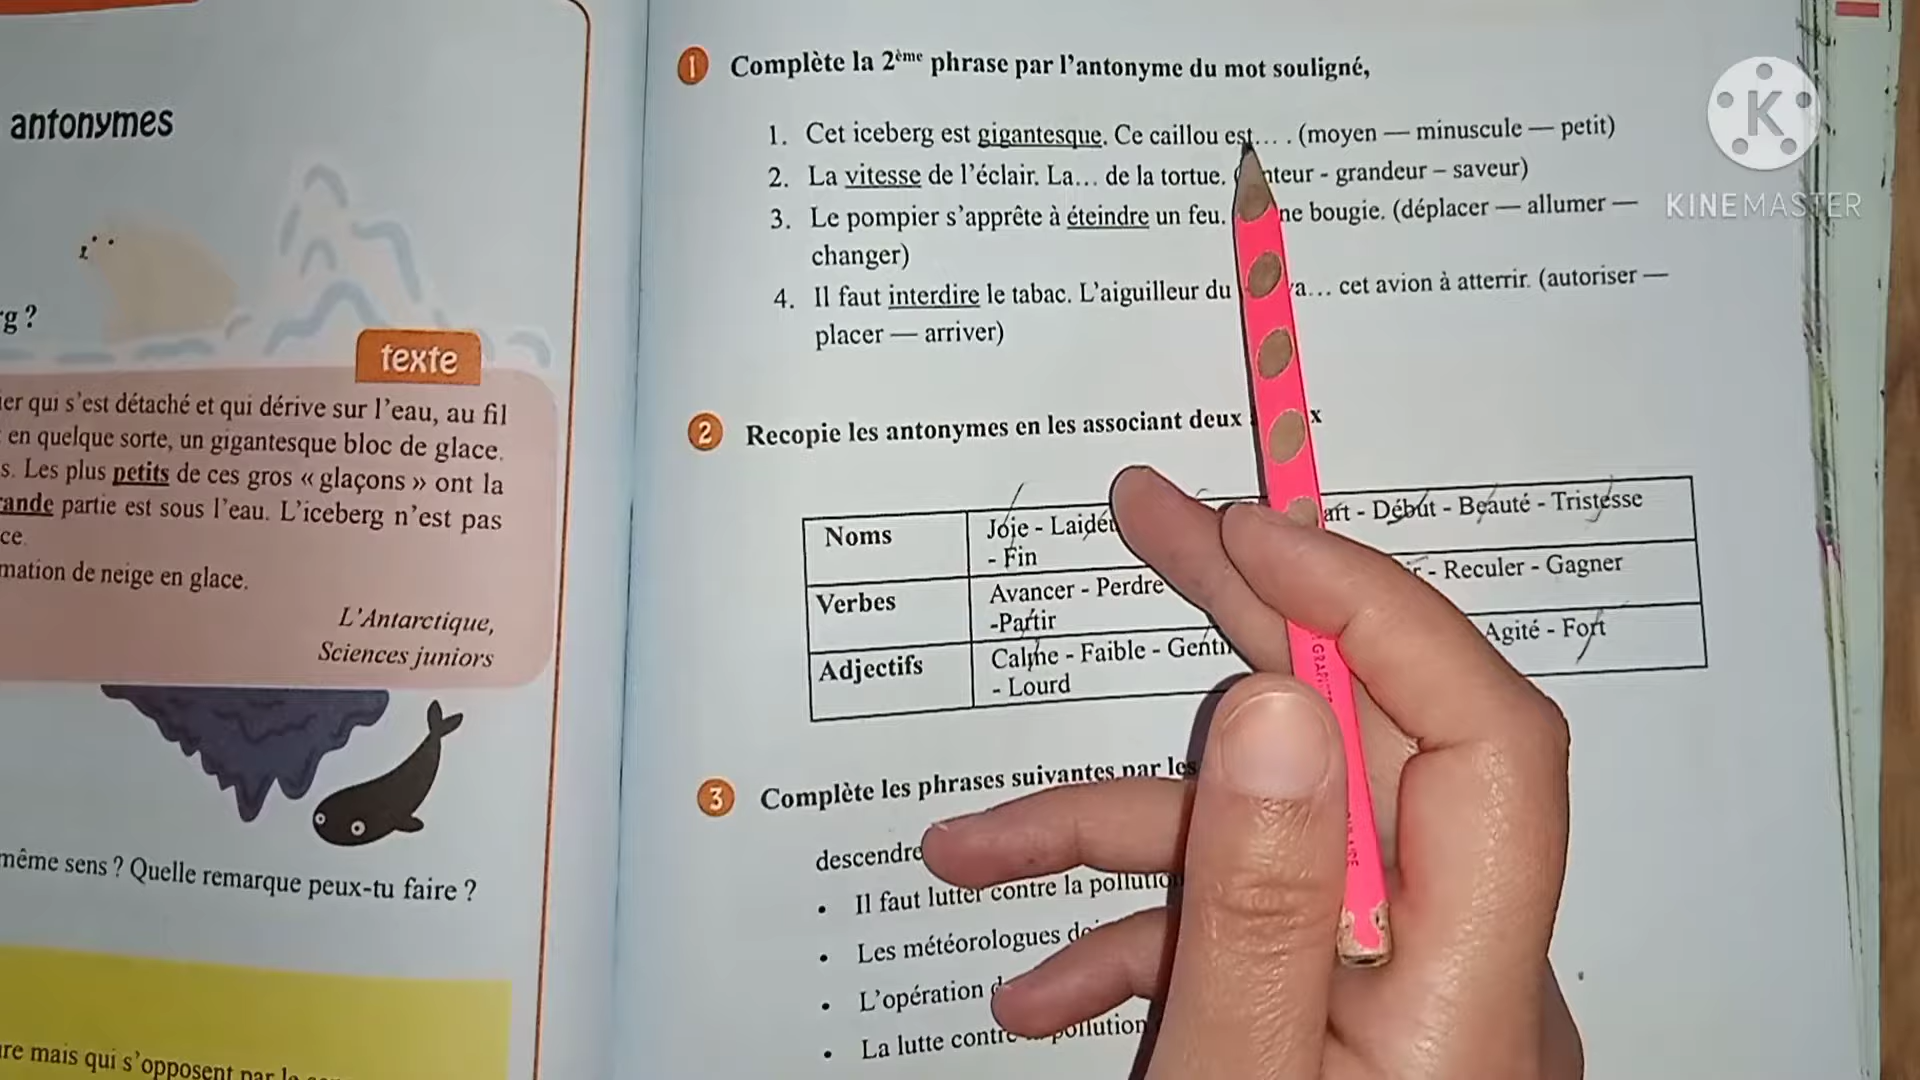 antonymes
g ?
texte
ier qui s'est détaché et qui dérive sur l'eau, au fil
en quelque sorte, un gigantesque bloc de glace.
s. Les plus petits de ces gros « glaçons » ont la
rande partie est sous l'eau. L'iceberg n'est pas
ce.
mation de neige en glace.
L'Antarctique,
Sciences juniors
même sens ? Quelle remarque peux-tu faire ?
re mais qui s'opposent par le
1 Complète la 2ème phrase par l'antonyme du mot souligné,
1. Cet iceberg est gigantesque. Ce caillou est... . (moyen — minuscule — petit)
2. La vitesse de l'éclair. La... de la tortue. (nteur - grandeur – saveur)
3. Le pompier s'apprête à éteindre un feu. ne bougie. (déplacer — allumer —
changer)
4. Il faut interdire le tabac. L'aiguilleur du va... cet avion à atterrir. (autoriser —
placer — arriver)
2 Recopie les antonymes en les associant deux x
Noms
Joie - Laideu art - Début - Beauté - Tristesse
- Fin
Verbes
Avancer - Perdre r - Reculer - Gagner
-Partir
Adjectifs
Calme - Faible - Genti Agité - Fort
- Lourd
3 Complète les phrases suivantes par les
descendre
• Il faut lutter contre la pollution
• Les météorologues do
• L'opération d
• La lutte contre pollution
K
KINEMASTER